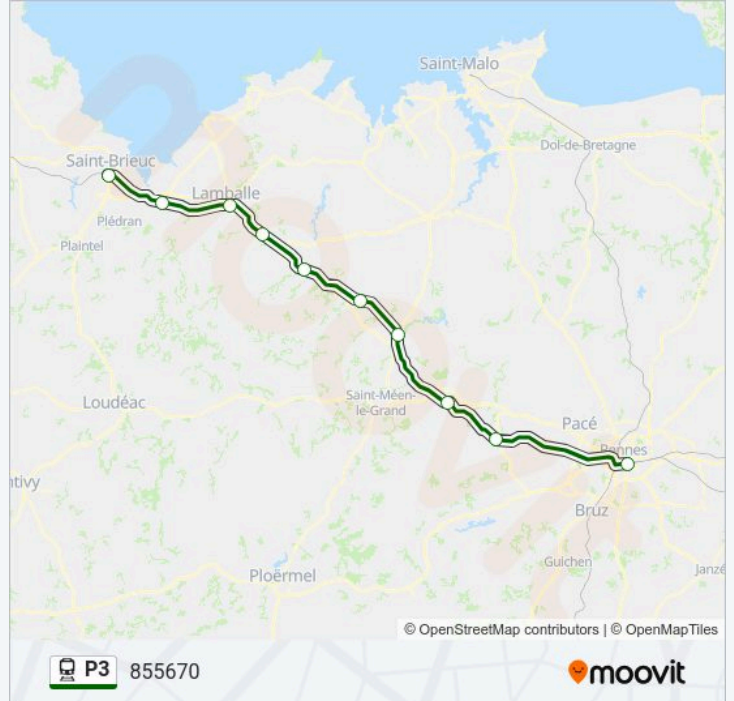 Saint-Malo
Dol-de-Bretagne
Saint-Brieuc
Lamballe
Plédran
Plaintel
Saint-Méen-
le-Grand
Loudéac
Pacé
Rennes
ntivy
Bruz
Guichen
Ploërmel
Janzé
© OpenStreetMap contributors | © OpenMapTiles
P3 855670
moovit
moovit